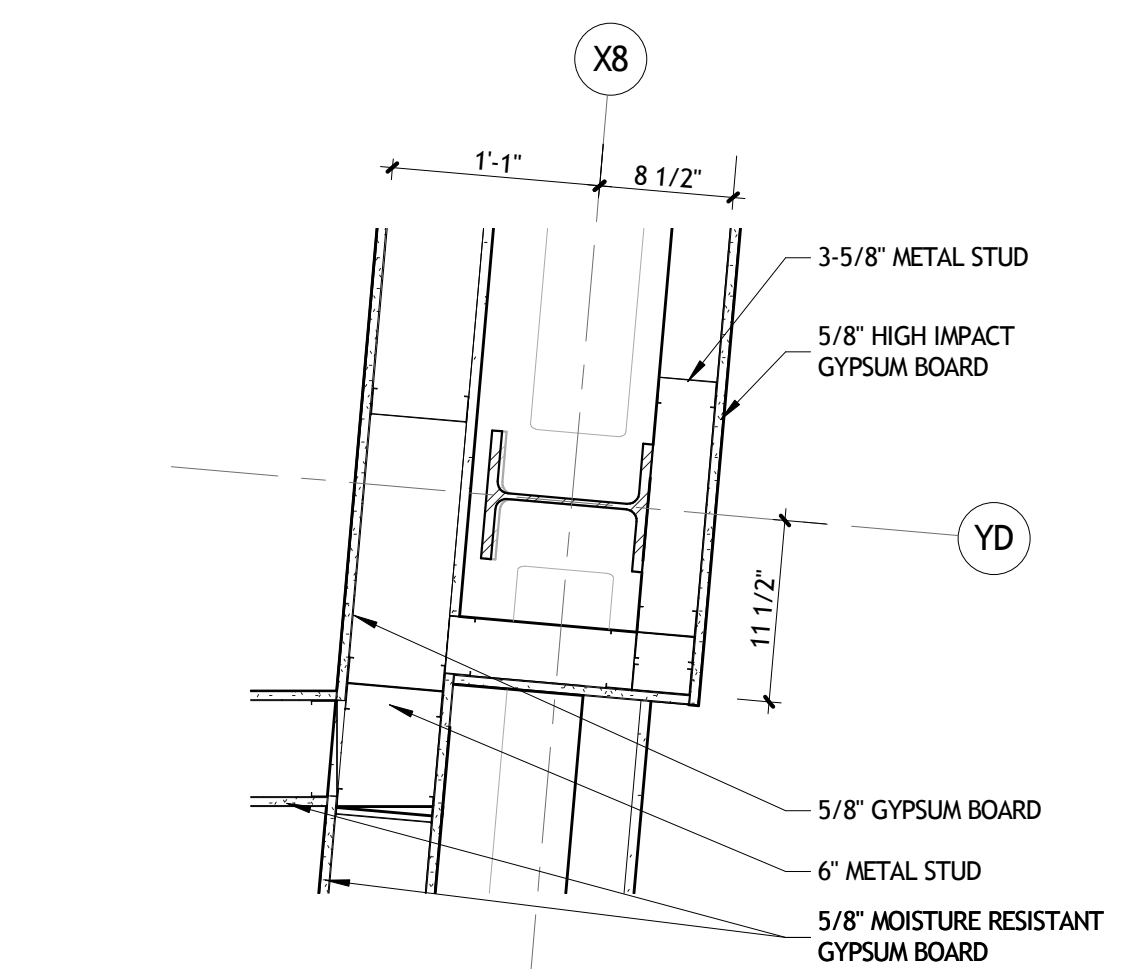 X8
1'-1"
8 1/2"
3-5/8" METAL STUD
5/8" HIGH IMPACT
GYPSUM BOARD
YD
11 1/2"
5/8" GYPSUM BOARD
6" METAL STUD
5/8" MOISTURE RESISTANT
GYPSUM BOARD